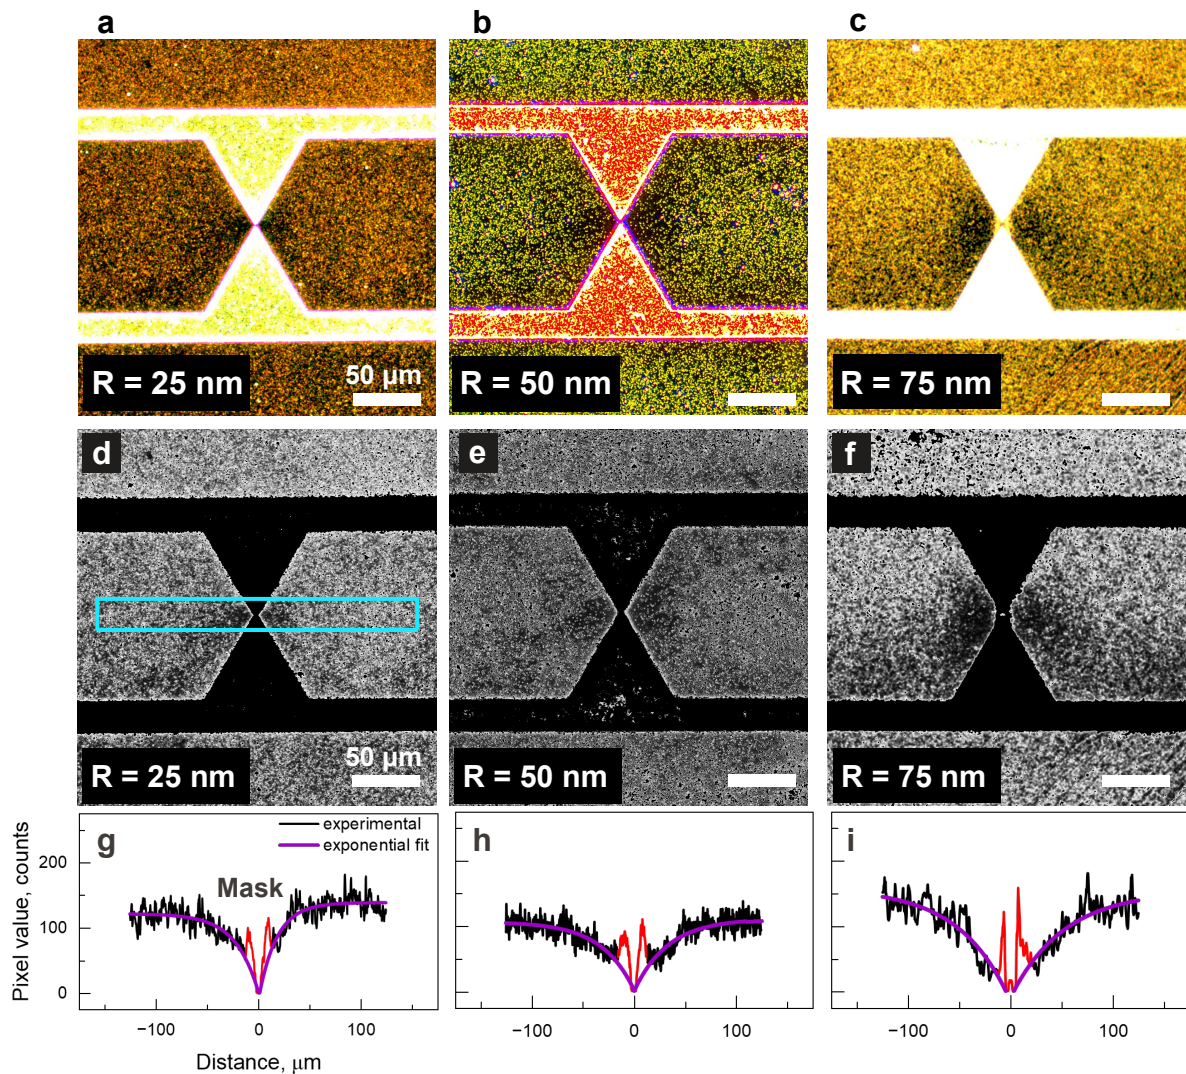 a
b
c
R = 25 nm
50 µm
R = 50 nm
R = 75 nm
d
e
f
R = 25 nm
50 µm
R = 50 nm
R = 75 nm
g
experimental
exponential fit
Mask
h
i
Pixel value, counts
200
100
0
−100 0 100
−100 0 100
−100 0 100
Distance, µm